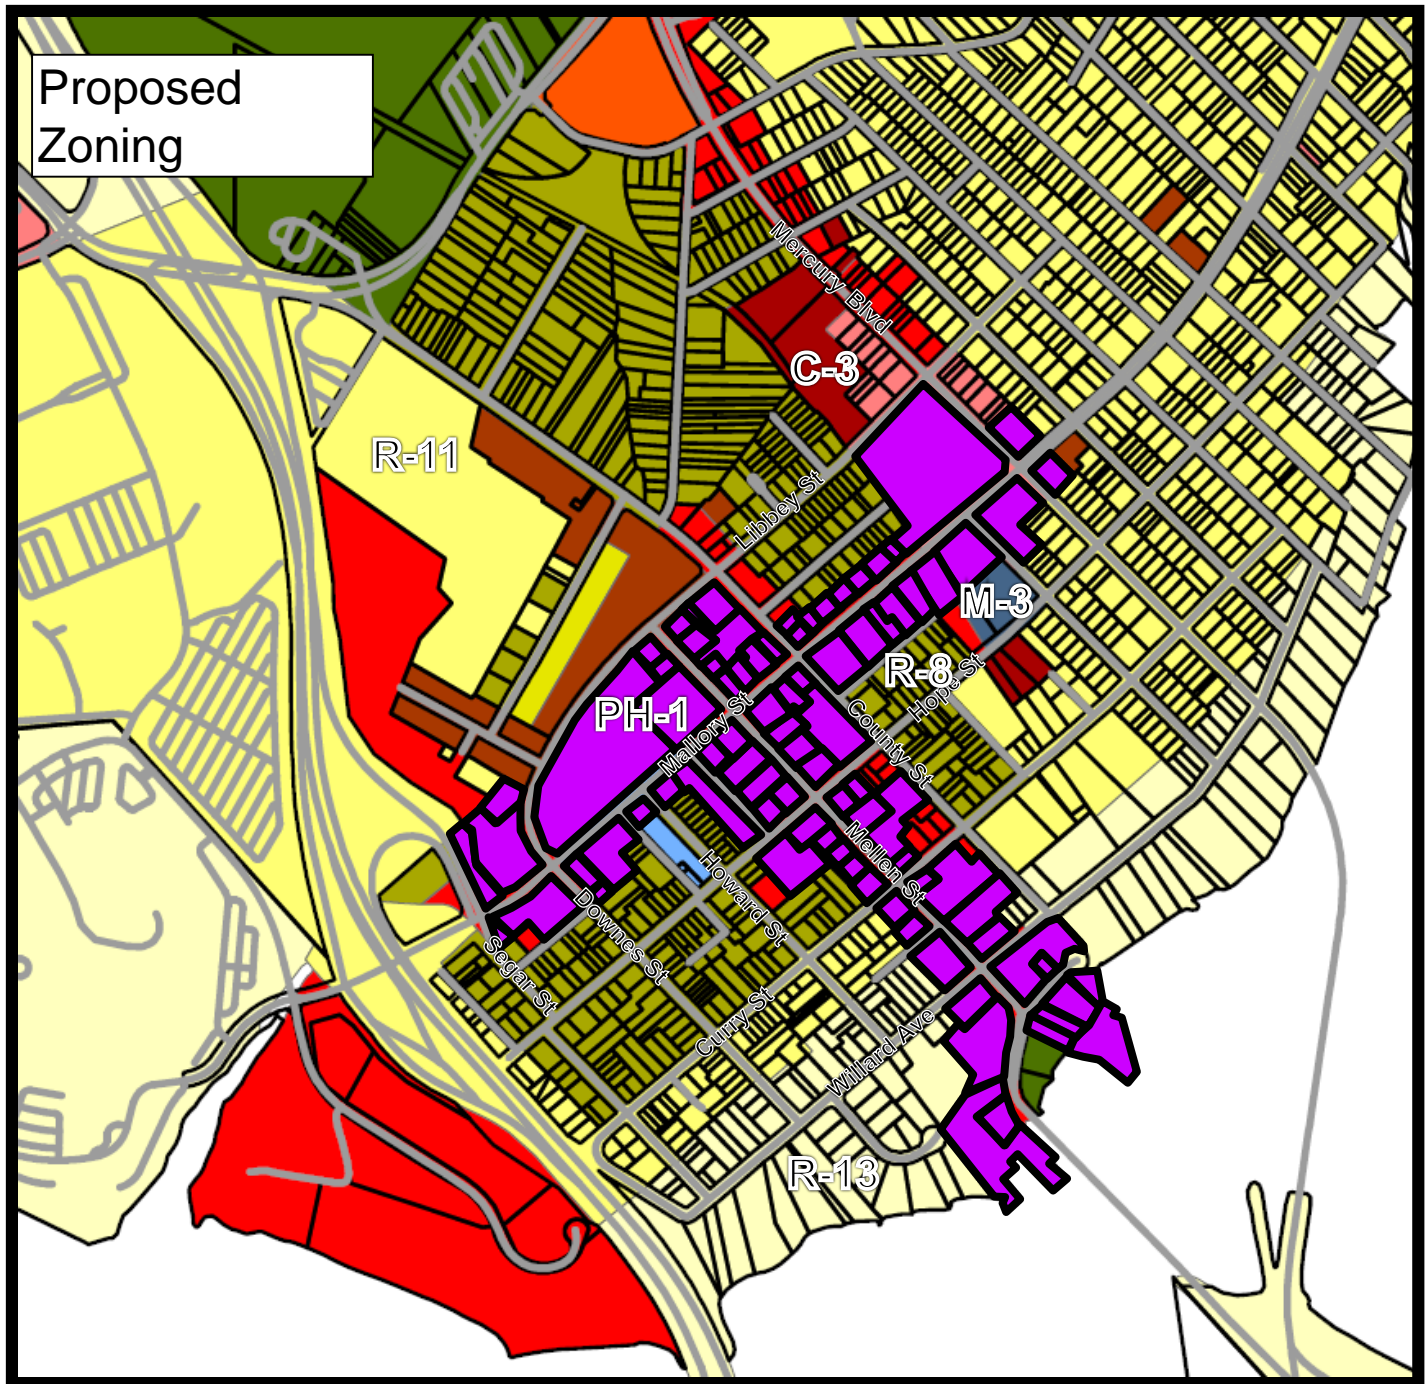 Proposed
Zoning
Mercury Blvd
C-3
R-11
Libbey St
M-3
R-8
Hope St
PH-1
Mallory St
County St
Mellen St
Howard St
Downes St
Segar St
Curry St
Willard Ave
R-13